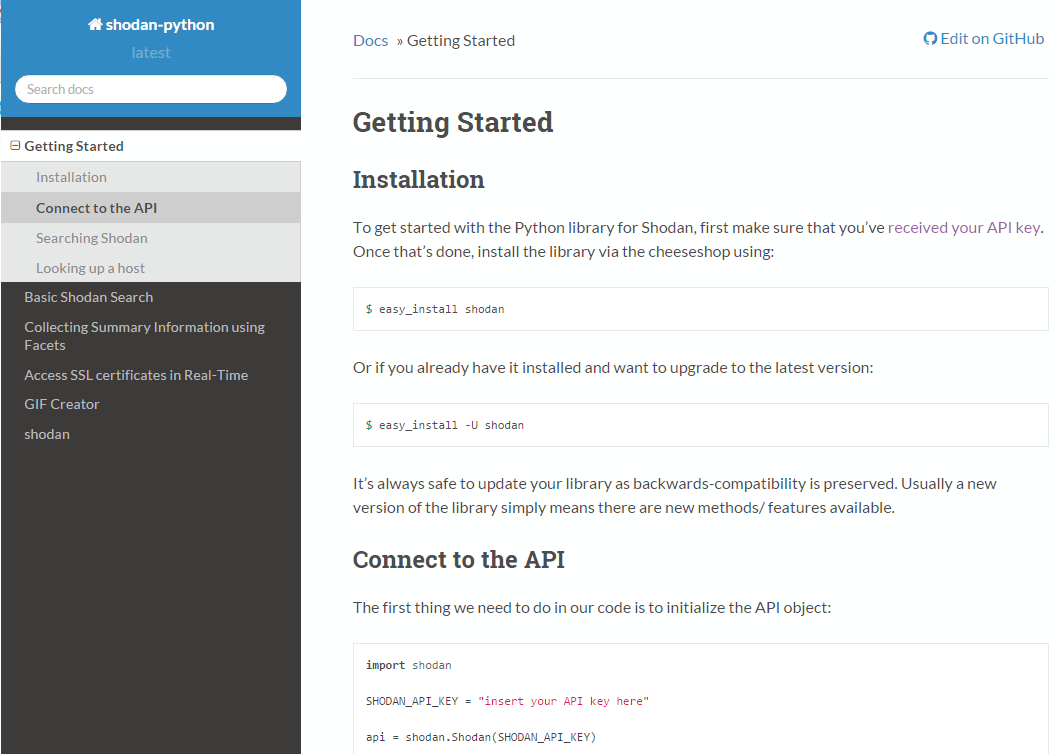 shodan-python
latest
Search docs
Getting Started
Installation
Connect to the API
Searching Shodan
Looking up a host
Basic Shodan Search
Collecting Summary Information using
Facets
Access SSL certificates in Real-Time
GIF Creator
shodan
Docs » Getting Started
Edit on GitHub
Getting Started
Installation
To get started with the Python library for Shodan, first make sure that you’ve received your API key.
Once that’s done, install the library via the cheeseshop using:
$ easy_install shodan
Or if you already have it installed and want to upgrade to the latest version:
$ easy_install -U shodan
It’s always safe to update your library as backwards-compatibility is preserved. Usually a new
version of the library simply means there are new methods/ features available.
Connect to the API
The first thing we need to do in our code is to initialize the API object:
import shodan
SHODAN_API_KEY = "insert your API key here"
api = shodan.Shodan(SHODAN_API_KEY)